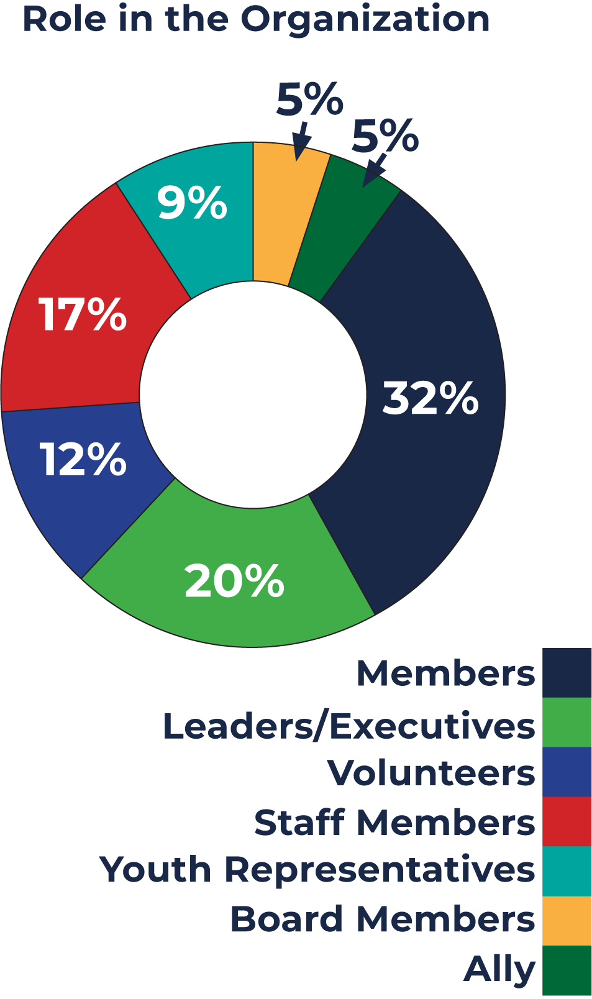 Role in the Organization
5%
5%
9%
17%
32%
12%
20%
Members
Leaders/Executives
Volunteers
Staff Members
Youth Representatives
Board Members
Ally